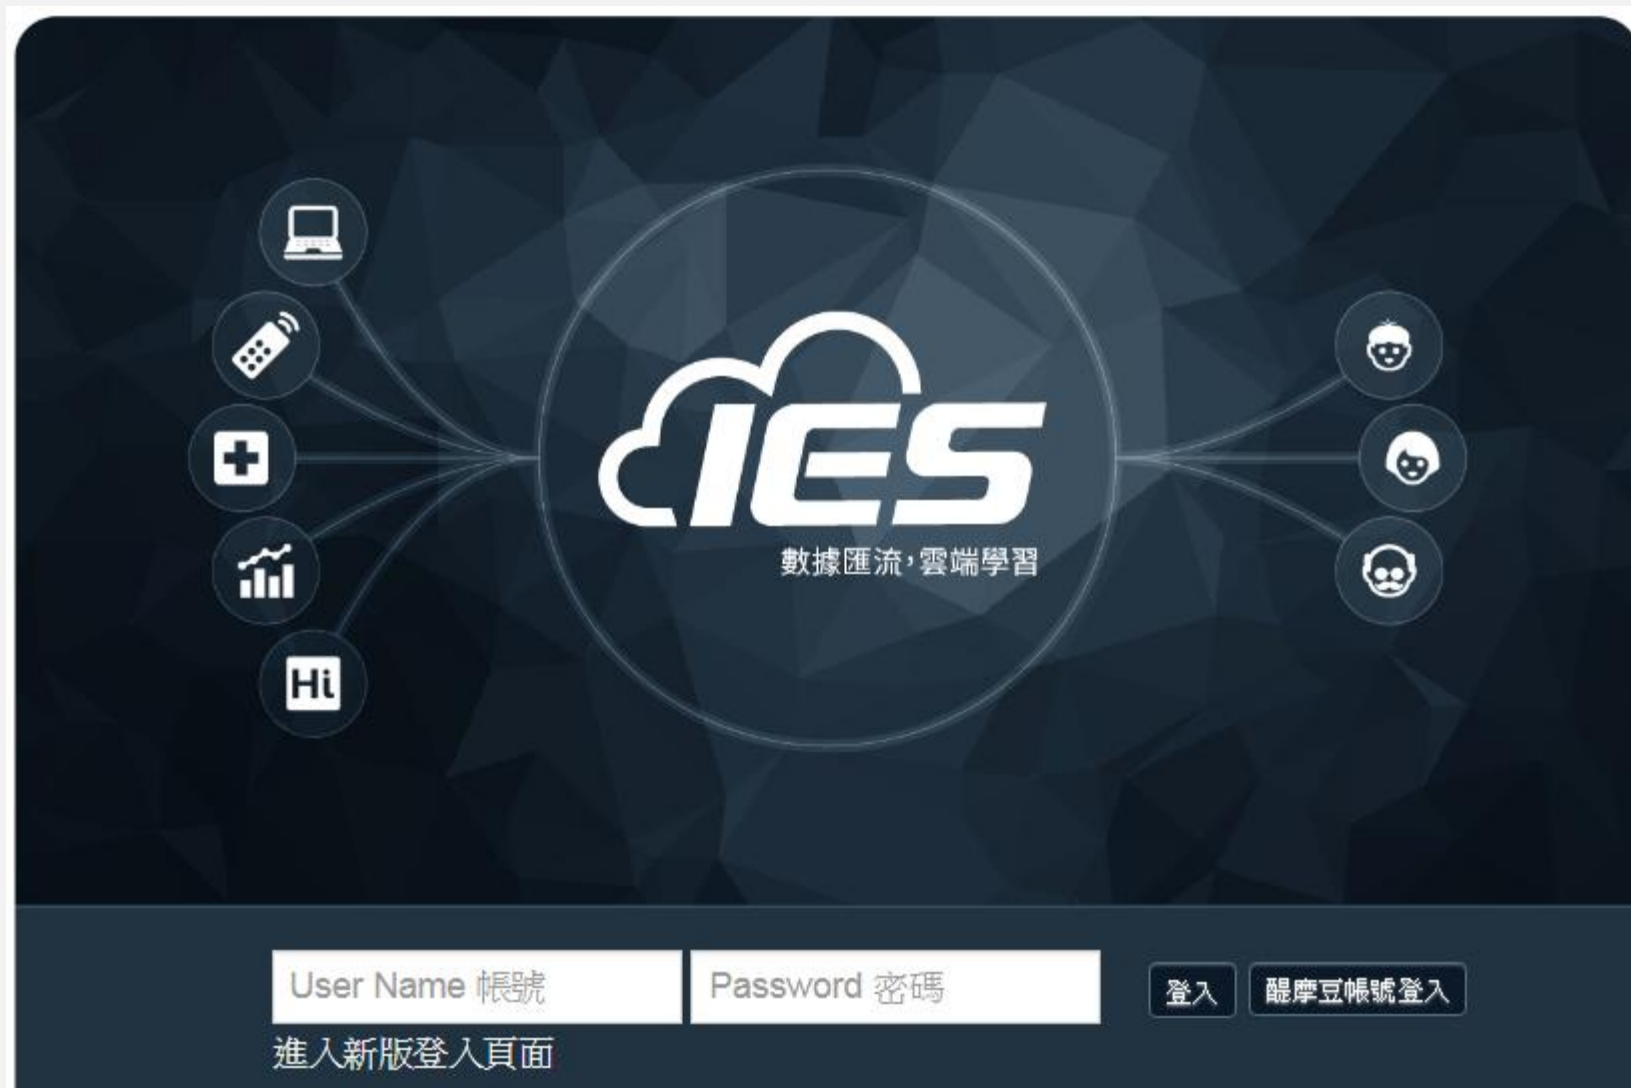 IES
數據匯流,雲端學習
Hi
User Name 帳號
Password 密碼
登入
醍摩豆帳號登入
進入新版登入頁面